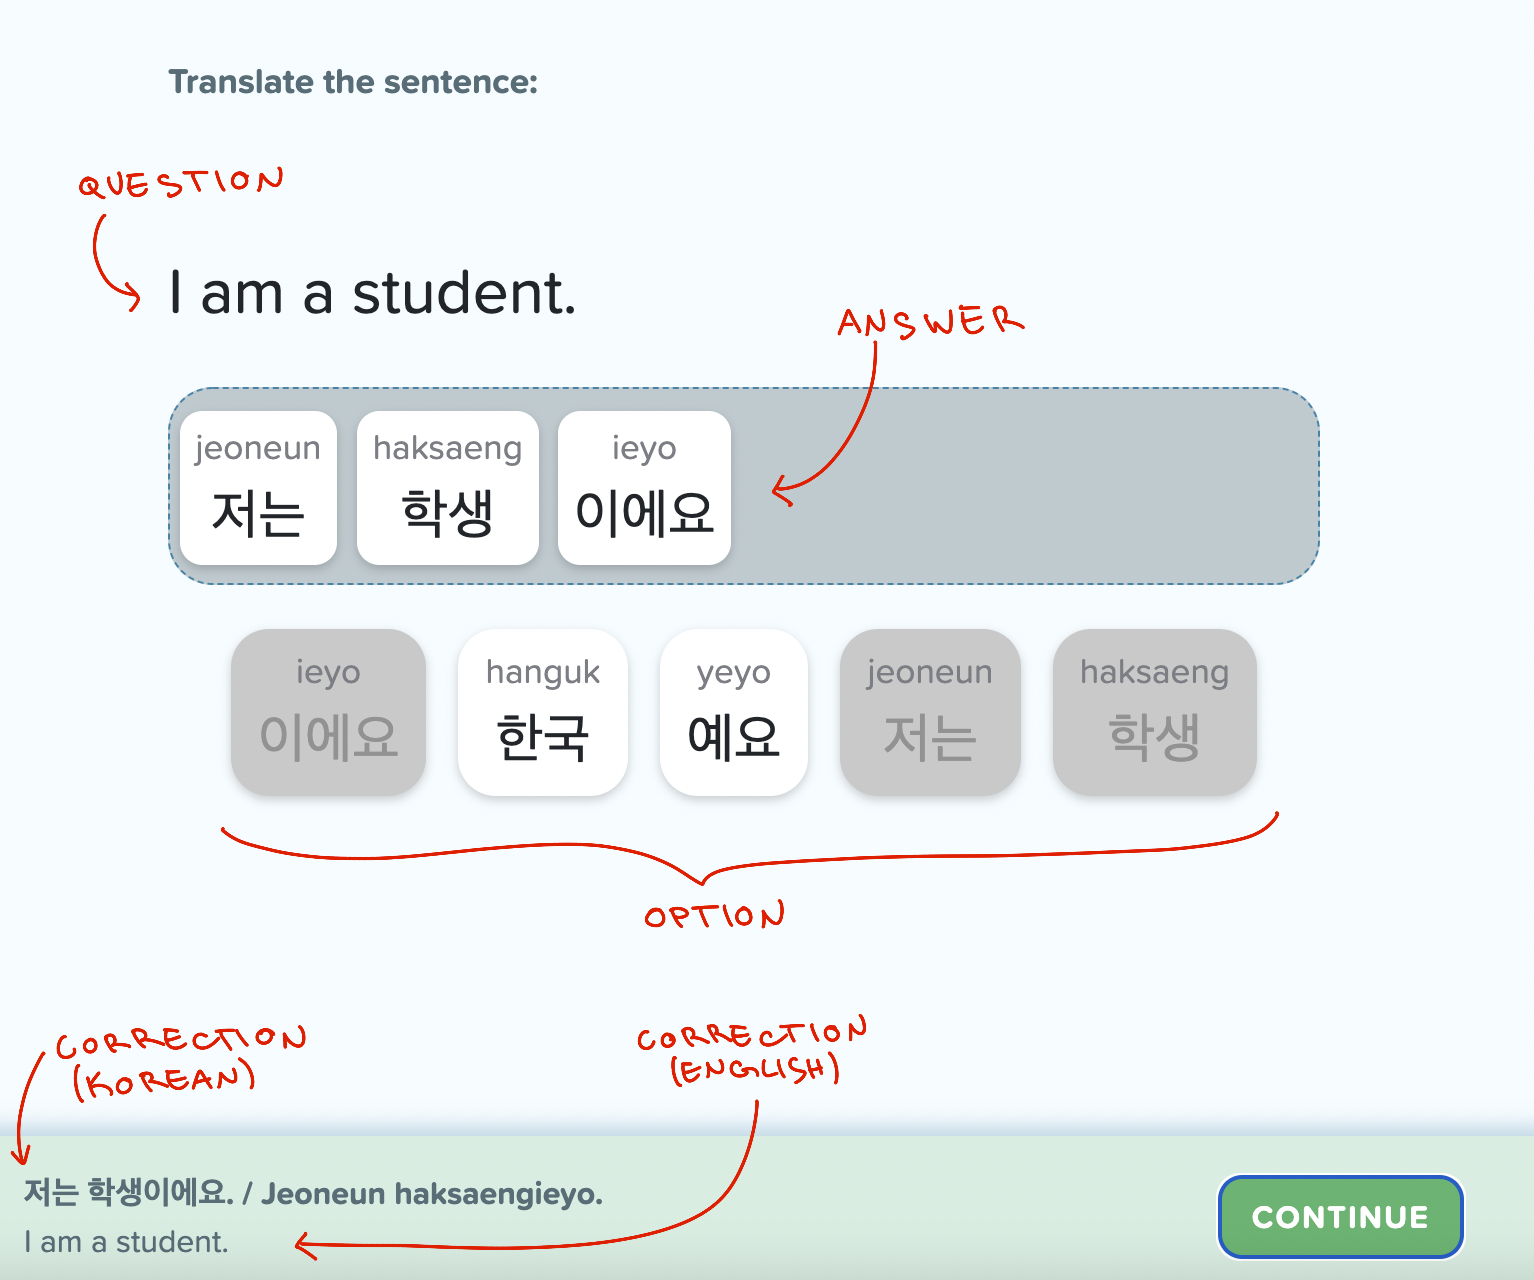 Translate the sentence:
QUESTION
I am a student.
ANSWER
jeoneun haksaeng ieyo
저는 학생 이에요
ieyo hanguk yeyo jeoneun haksaeng
이에요 한국 예요 저는 학생
OPTION
CORRECTION
(KOREAN)
CORRECTION
(ENGLISH)
저는 학생이에요. / Jeoneun haksaengieyo.
I am a student.
CONTINUE